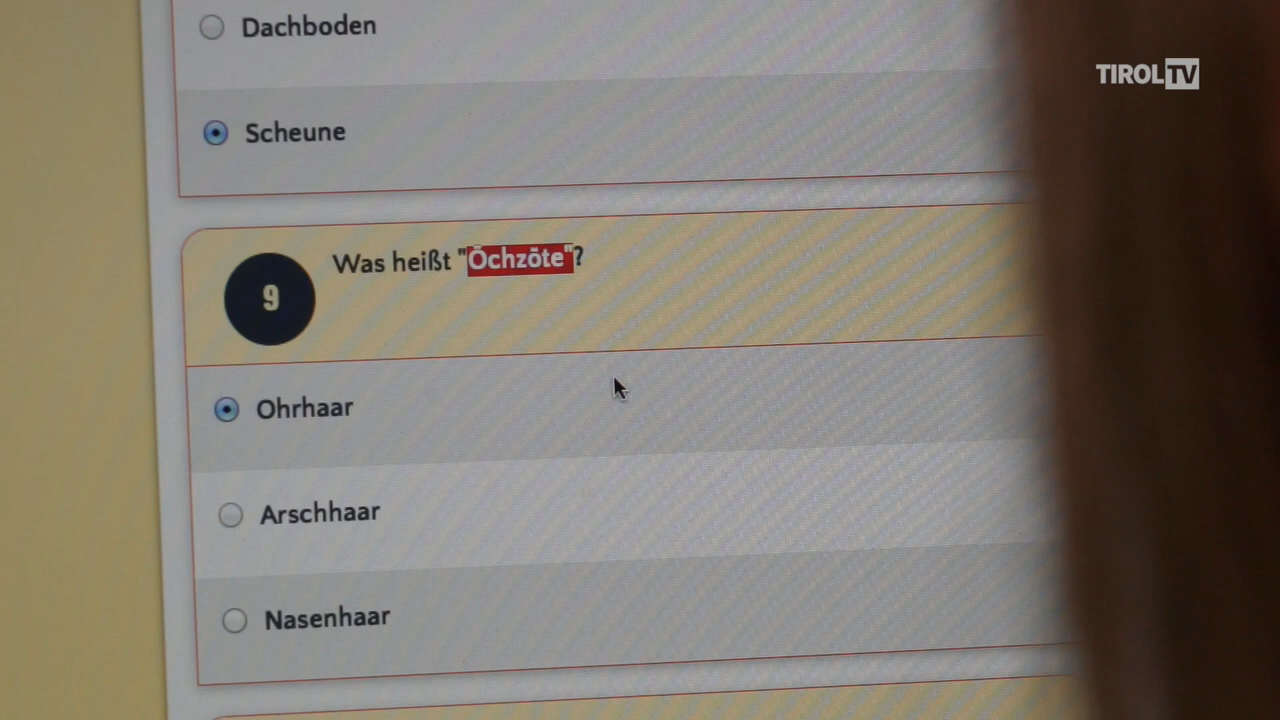 Dachboden
TIROL TV
Scheune
9
Was heißt "Öchzöte"?
Ohrhaar
Arschhaar
Nasenhaar